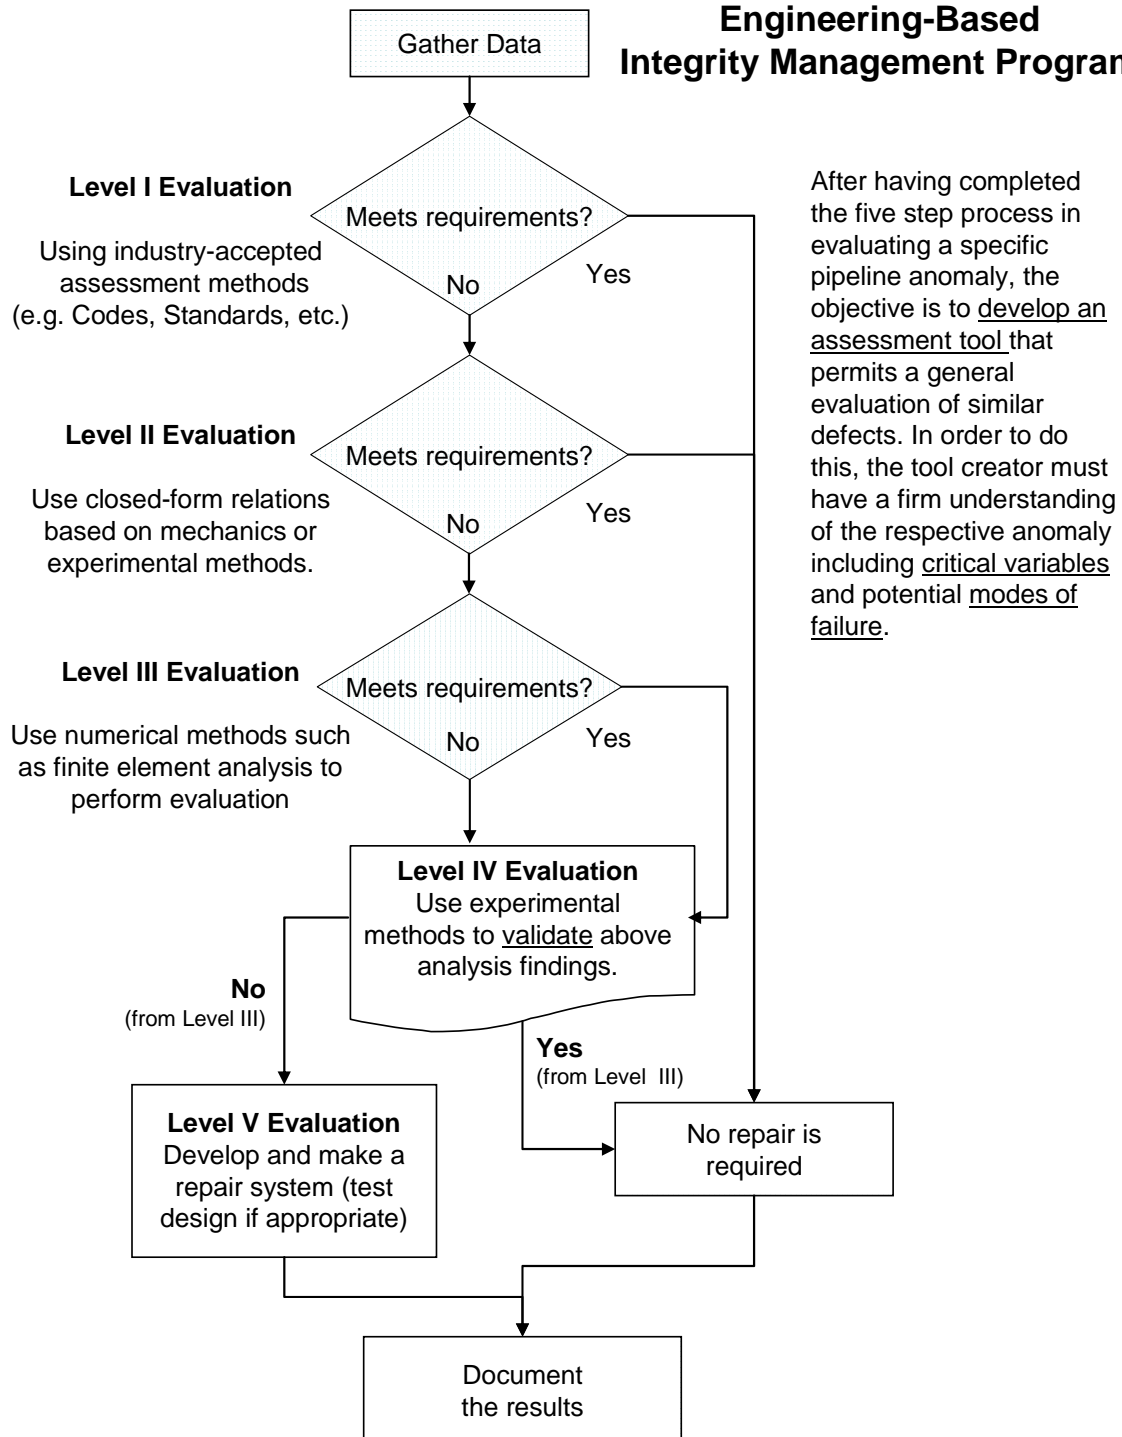 Engineering-Based
Integrity Management Program
Gather Data
Level I Evaluation
Using industry-accepted
assessment methods
(e.g. Codes, Standards, etc.)
Meets requirements?
No
Yes
After having completed
the five step process in
evaluating a specific
pipeline anomaly, the
objective is to develop an
assessment tool that
permits a general
evaluation of similar
defects. In order to do
this, the tool creator must
have a firm understanding
of the respective anomaly
including critical variables
and potential modes of
failure.
Level II Evaluation
Use closed-form relations
based on mechanics or
experimental methods.
Meets requirements?
No
Yes
Level III Evaluation
Use numerical methods such
as finite element analysis to
perform evaluation
Meets requirements?
No
Yes
Level IV Evaluation
Use experimental
methods to validate above
analysis findings.
No
(from Level III)
Yes
(from Level III)
Level V Evaluation
Develop and make a
repair system (test
design if appropriate)
No repair is
required
Document
the results